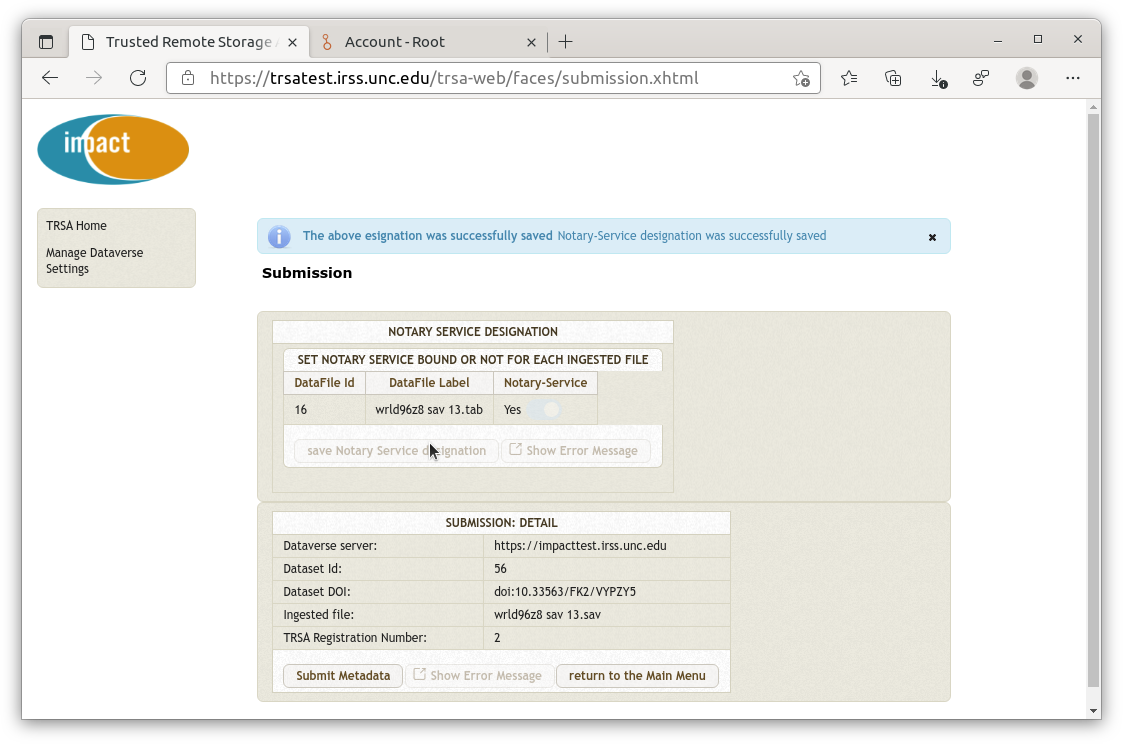 Trusted Remote Storage A
Account - Root
https://trsatest.irss.unc.edu/trsa-web/faces/submission.xhtml
impact
TRSA Home
Manage Dataverse
Settings
The above esignation was successfully saved Notary-Service designation was successfully saved
Submission
NOTARY SERVICE DESIGNATION
SET NOTARY SERVICE BOUND OR NOT FOR EACH INGESTED FILE
DataFile Id DataFile Label Notary-Service
16 wrld96z8 sav 13.tab Yes
save Notary Service designation Show Error Message
SUBMISSION: DETAIL
Dataverse server: https://impacttest.irss.unc.edu
Dataset Id: 56
Dataset DOI: doi:10.33563/FK2/VYPZY5
Ingested file: wrld96z8 sav 13.sav
TRSA Registration Number: 2
Submit Metadata Show Error Message return to the Main Menu